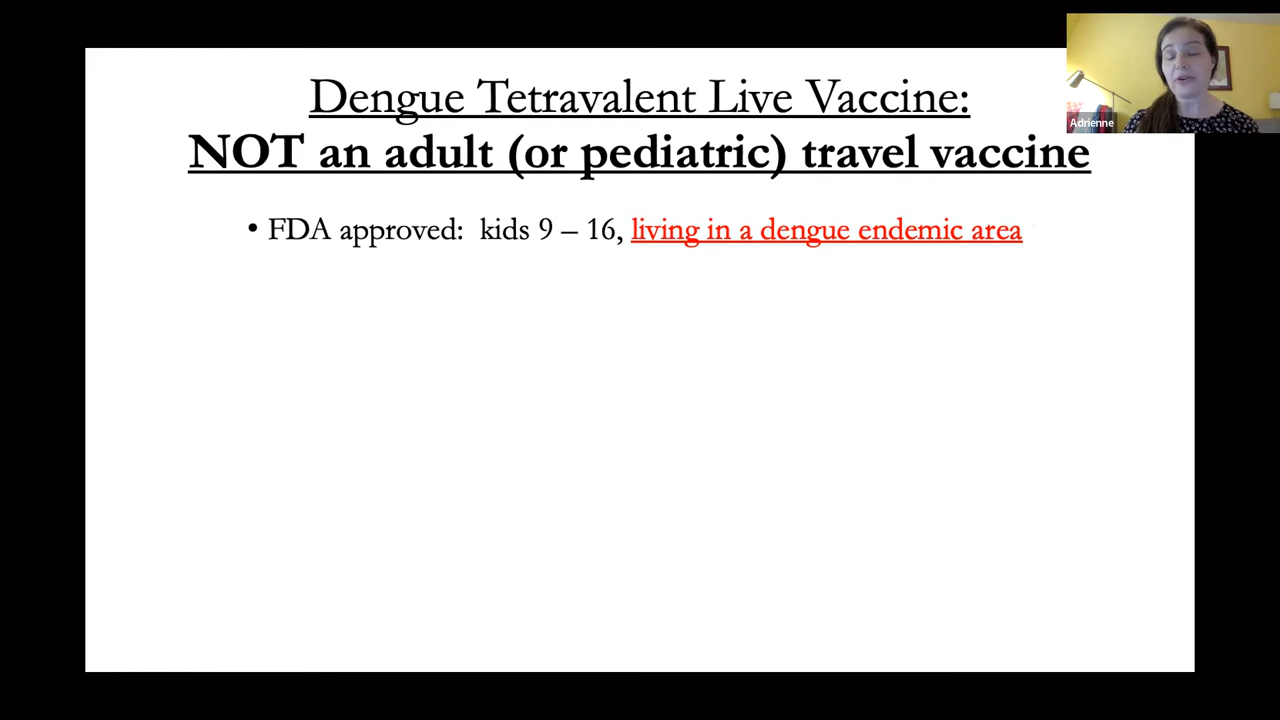 Dengue Tetravalent Live Vaccine:
NOT an adult (or pediatric) travel vaccine
• FDA approved:  kids 9 – 16, living in a dengue endemic area
Adrienne